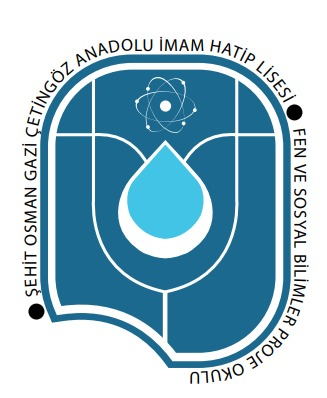 ŞEHİT OSMAN GAZİ ÇETİNGÖZ ANADOLU İMAM HATİP LİSESİ
FEN VE SOSYAL BİLİMLER PROJE OKULU